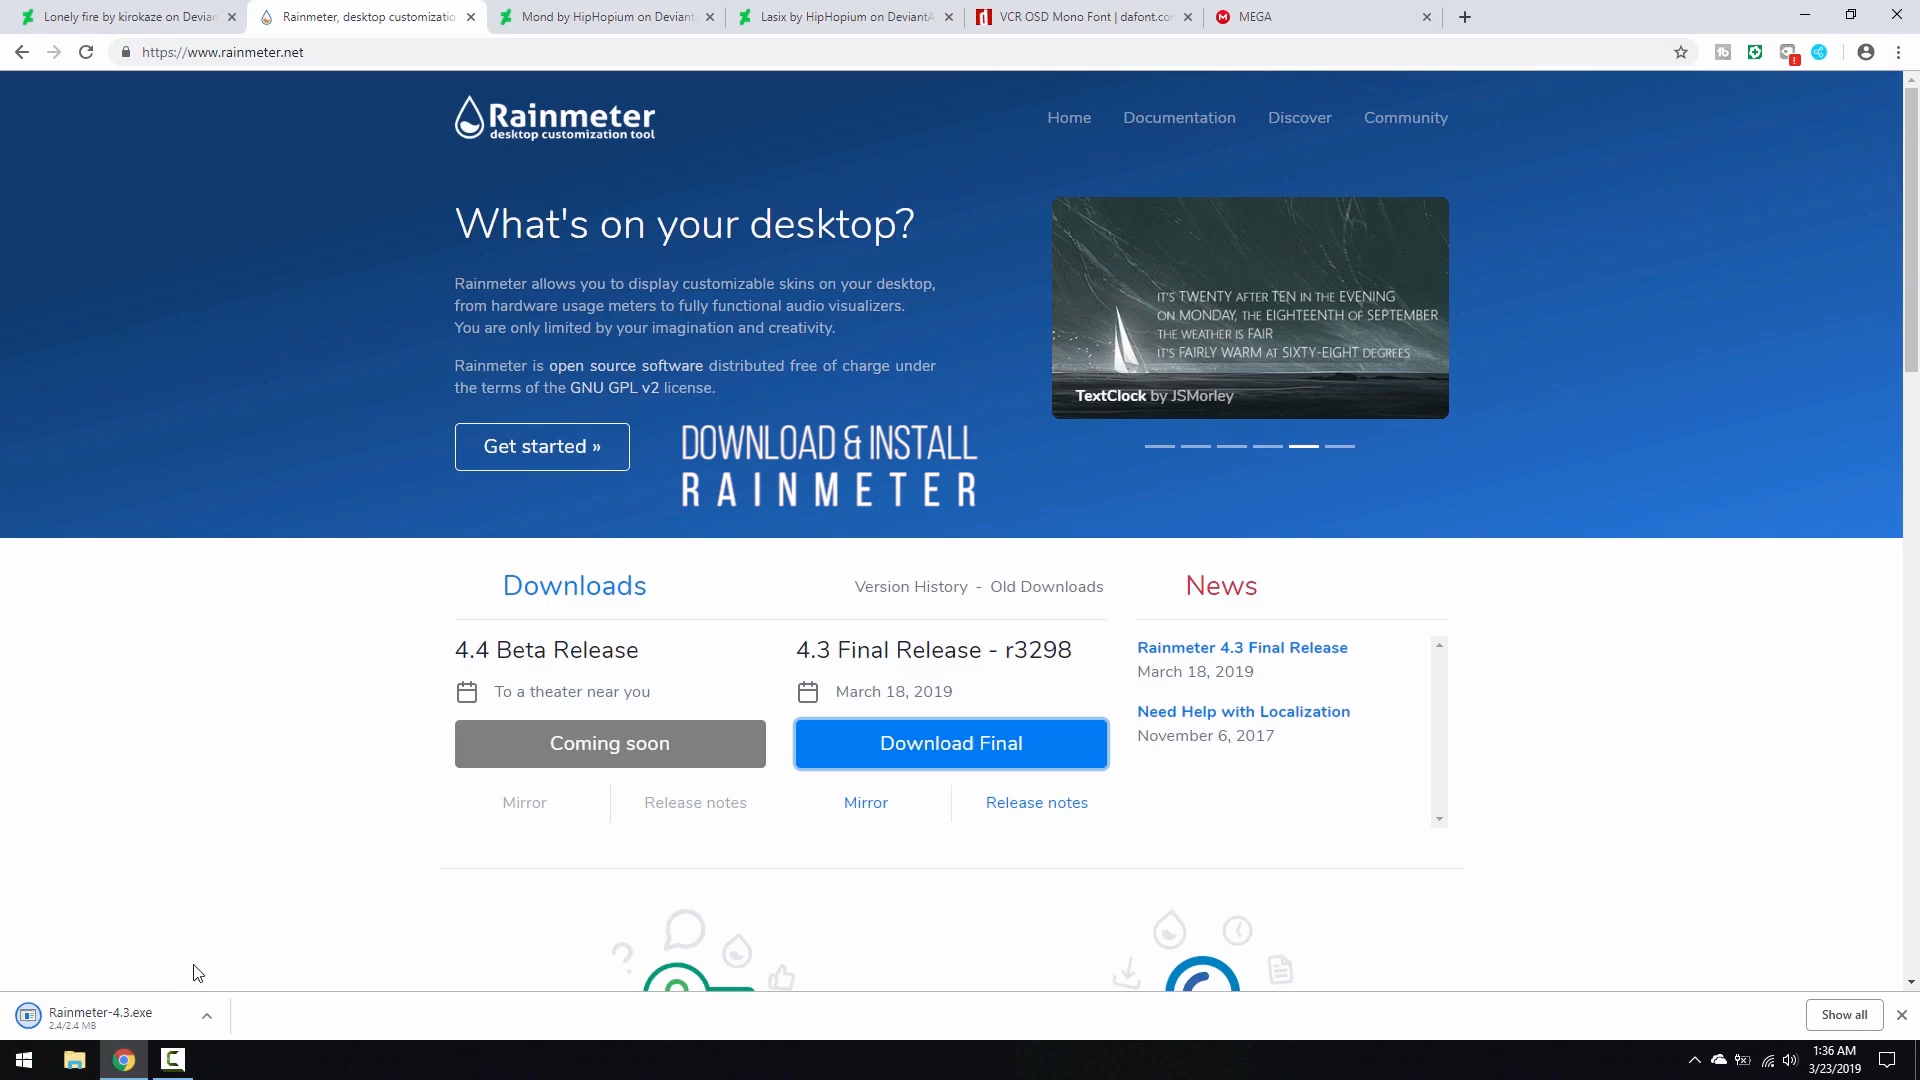 Lonely fire by kirokaze on Devian
Rainmeter, desktop customizatio
Mond by HipHopium on Deviant
Lasix by HipHopium on DeviantA
VCR OSD Mono Font | dafont.co
MEGA
https://www.rainmeter.net
Rainmeter
desktop customization tool
Home
Documentation
Discover
Community
What's on your desktop?
Rainmeter allows you to display customizable skins on your desktop,
from hardware usage meters to fully functional audio visualizers.
You are only limited by your imagination and creativity.
Rainmeter is open source software distributed free of charge under
the terms of the GNU GPL v2 license.
Get started »
DOWNLOAD & INSTALL
RAINMETER
IT'S TWENTY AFTER TEN IN THE EVENING
ON MONDAY, THE EIGHTEENTH OF SEPTEMBER
THE WEATHER IS FAIR
IT'S FAIRLY WARM AT SIXTY-EIGHT DEGREES
TextClock by JSMorley
Downloads
Version History - Old Downloads
4.4 Beta Release
To a theater near you
Coming soon
Mirror
Release notes
4.3 Final Release - r3298
March 18, 2019
Download Final
Mirror
Release notes
News
Rainmeter 4.3 Final Release
March 18, 2019
Need Help with Localization
November 6, 2017
Rainmeter-4.3.exe
2.4/2.4 MB
Show all
1:36 AM
3/23/2019